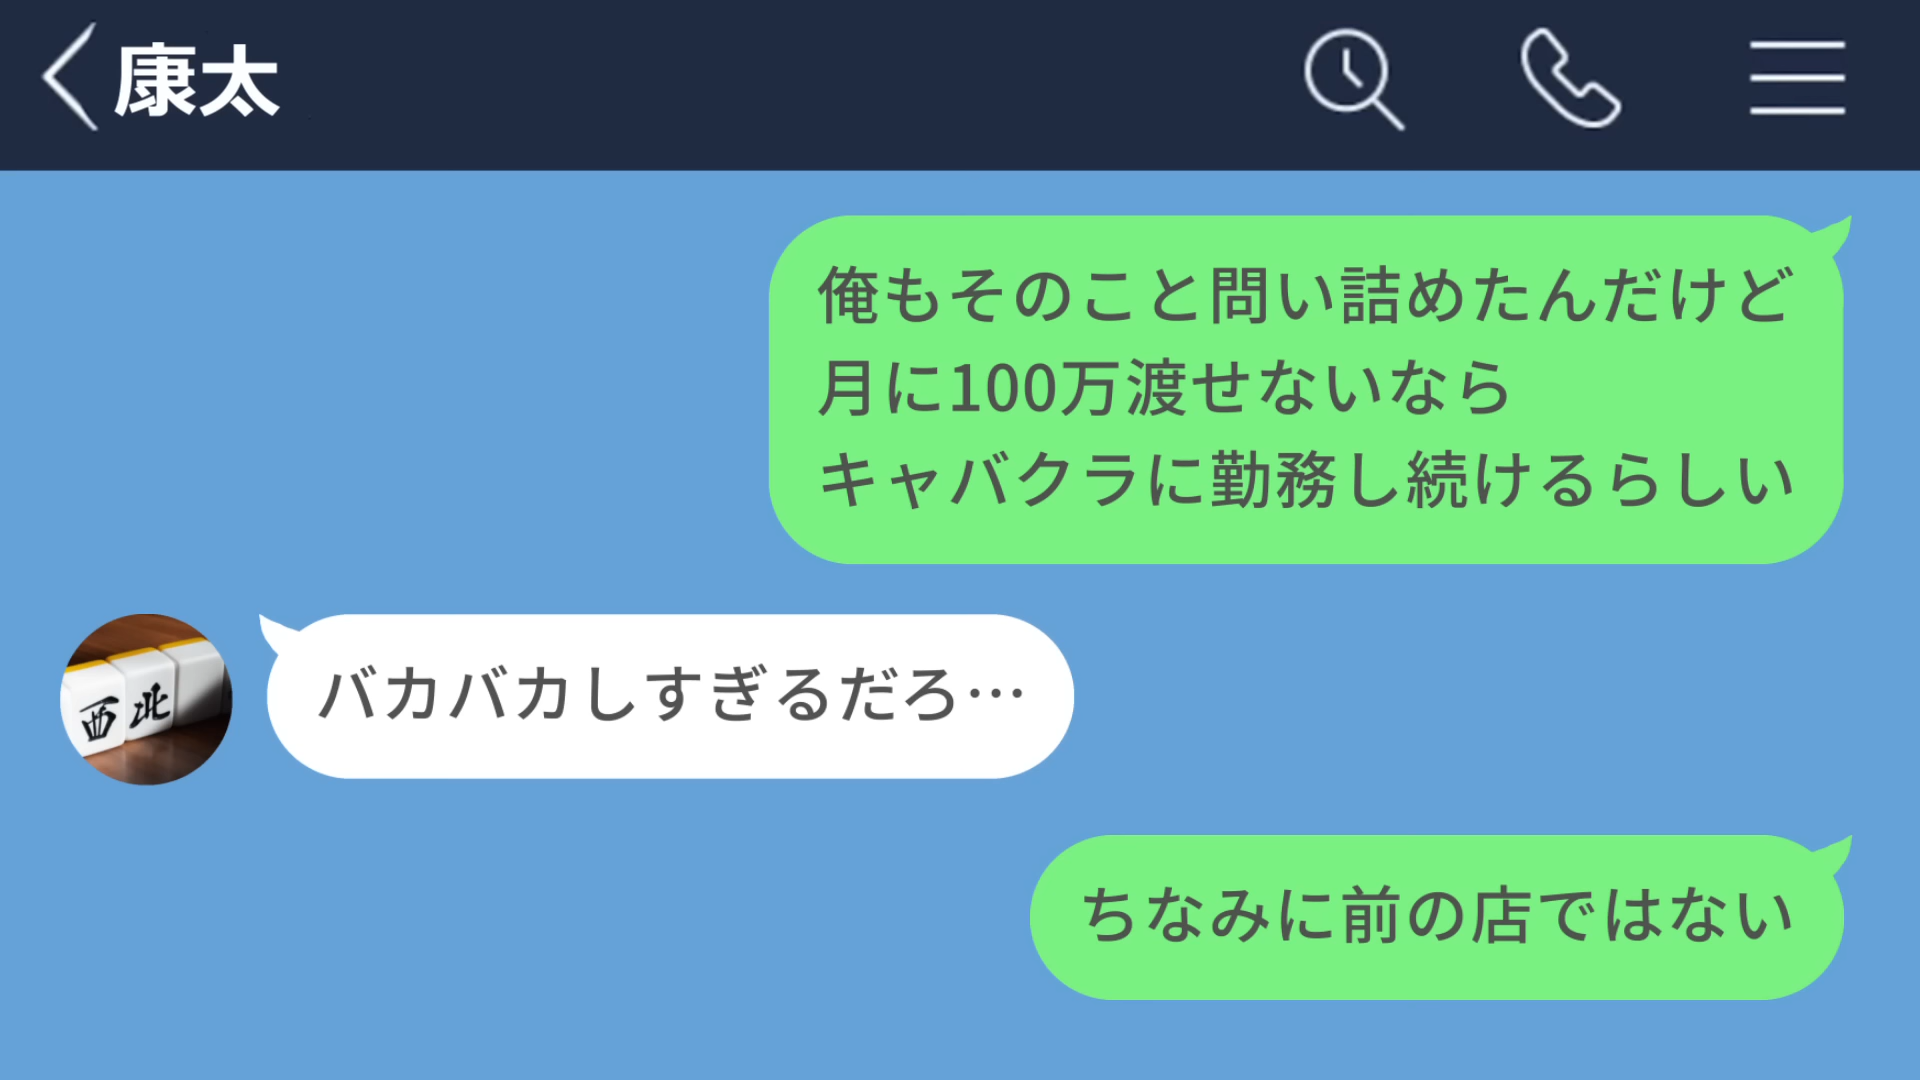 康太
俺もそのこと問い詰めたんだけど
月に100万渡せないなら
キャバクラに勤務し続けるらしい
バカバカしすぎるだろ…
西北
ちなみに前の店ではない